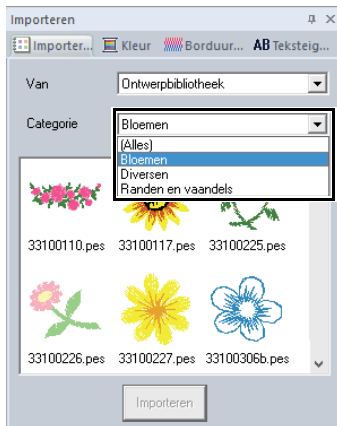 Importeren
Importer... Kleur Borduur... AB Teksteig...
Van Ontwerpbibliotheek
Categorie Bloemen
(Alles)
Bloemen
Diversen
Randen en vaandels
33100110.pes 33100117.pes 33100225.pes
33100226.pes 33100227.pes 33100306b.pes
Importeren